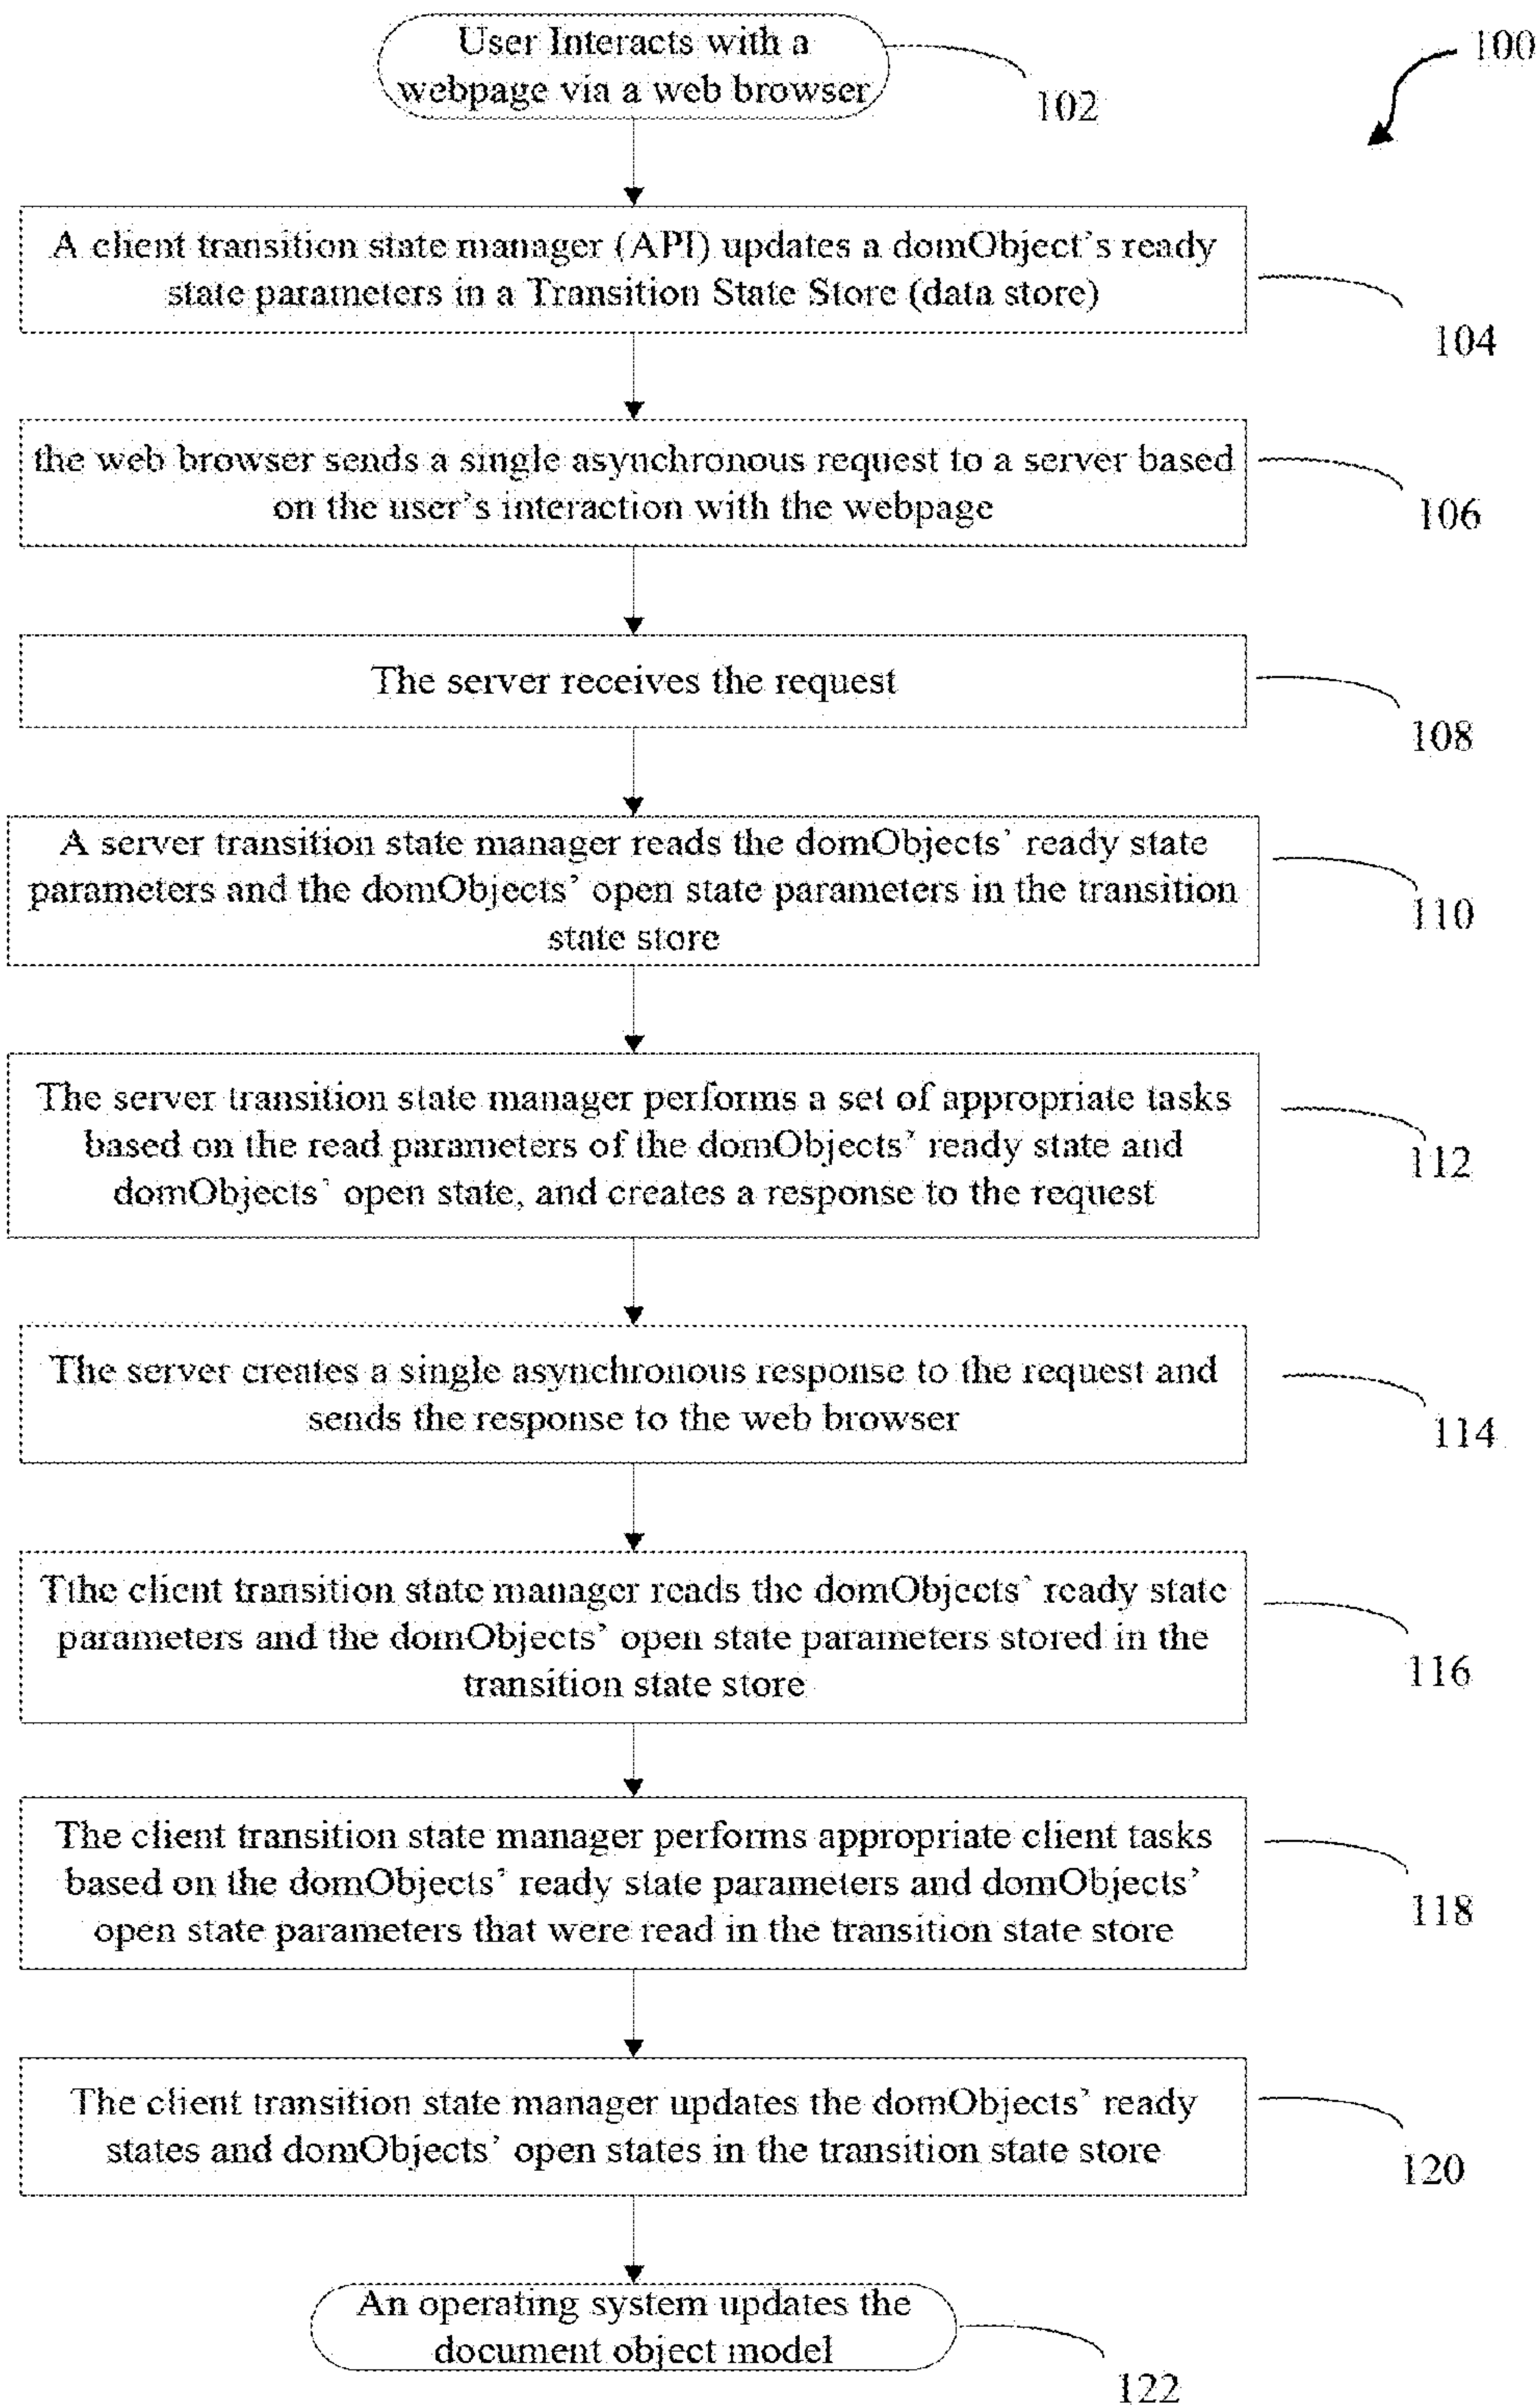 User Interacts with a
webpage via a web browser
100
102
A client transition state manager (API) updates a domObject's ready
state parameters in a Transition State Store (data store)
104
the web browser sends a single asynchronous request to a server based
on the user's interaction with the webpage
106
The server receives the request
108
A server transition state manager reads the domObjects' ready state
parameters and the domObjects' open state parameters in the transition
state store
110
The server transition state manager performs a set of appropriate tasks
based on the read parameters of the domObjects' ready state and
domObjects' open state, and creates a response to the request
112
The server creates a single asynchronous response to the request and
sends the response to the web browser
114
Tthe client transition state manager reads the domObjects' ready state
parameters and the domObjects' open state parameters stored in the
transition state store
116
The client transition state manager performs appropriate client tasks
based on the domObjects' ready state parameters and domObjects'
open state parameters that were read in the transition state store
118
The client transition state manager updates the domObjects' ready
states and domObjects' open states in the transition state store
120
An operating system updates the
document object model
122